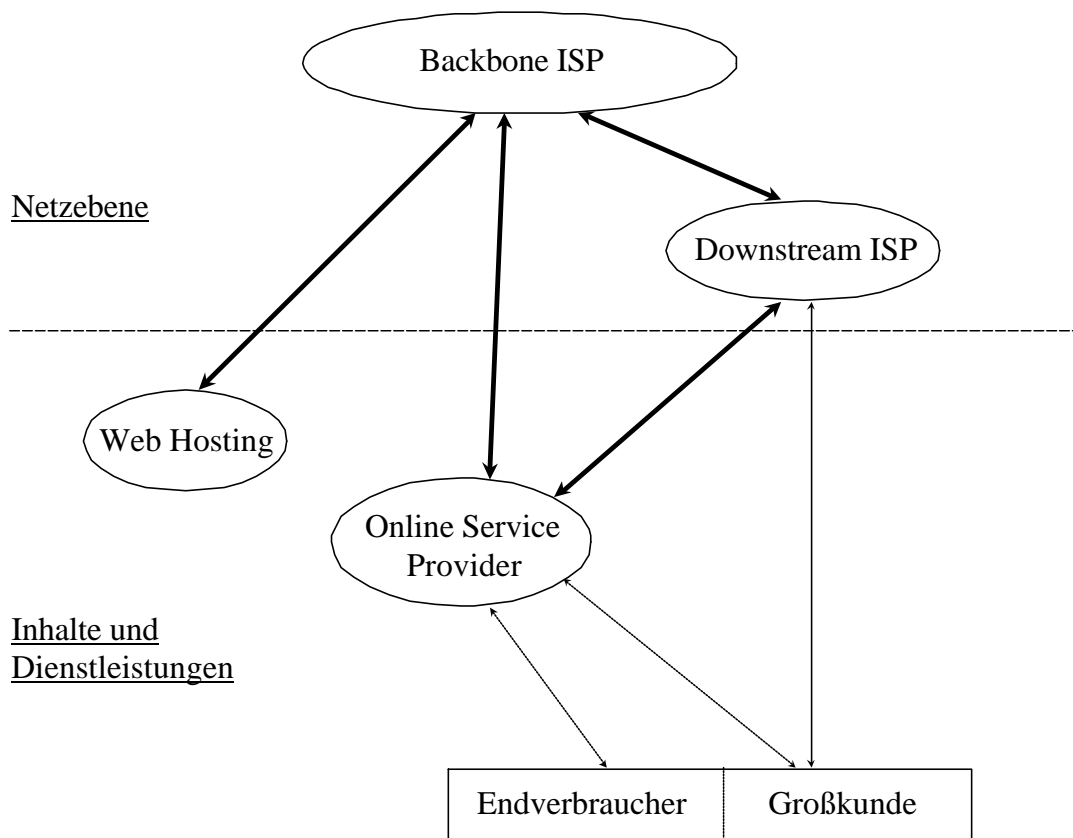 Backbone ISP
Netzebene
Downstream ISP
Web Hosting
Online Service
Provider
Inhalte und
Dienstleistungen
Endverbraucher
Großkunde